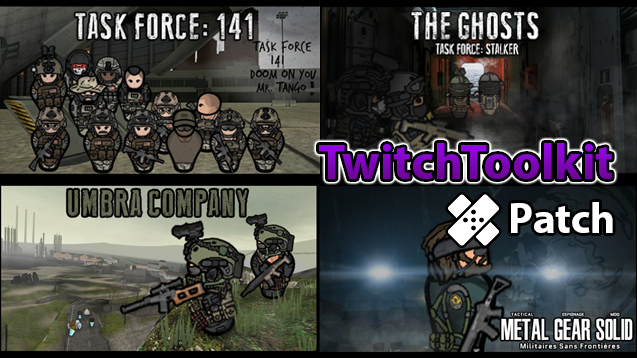 TASK FORCE: 141
TASK FORCE
141
DOOM ON YOU
MR. TANGO!
THE GHOSTS
TASK FORCE: STALKER
TwitchToolkit
Patch
UMBRA COMPANY
TACTICAL ESPIONAGE MOD
METAL GEAR SOLID
Militaires Sans Frontières